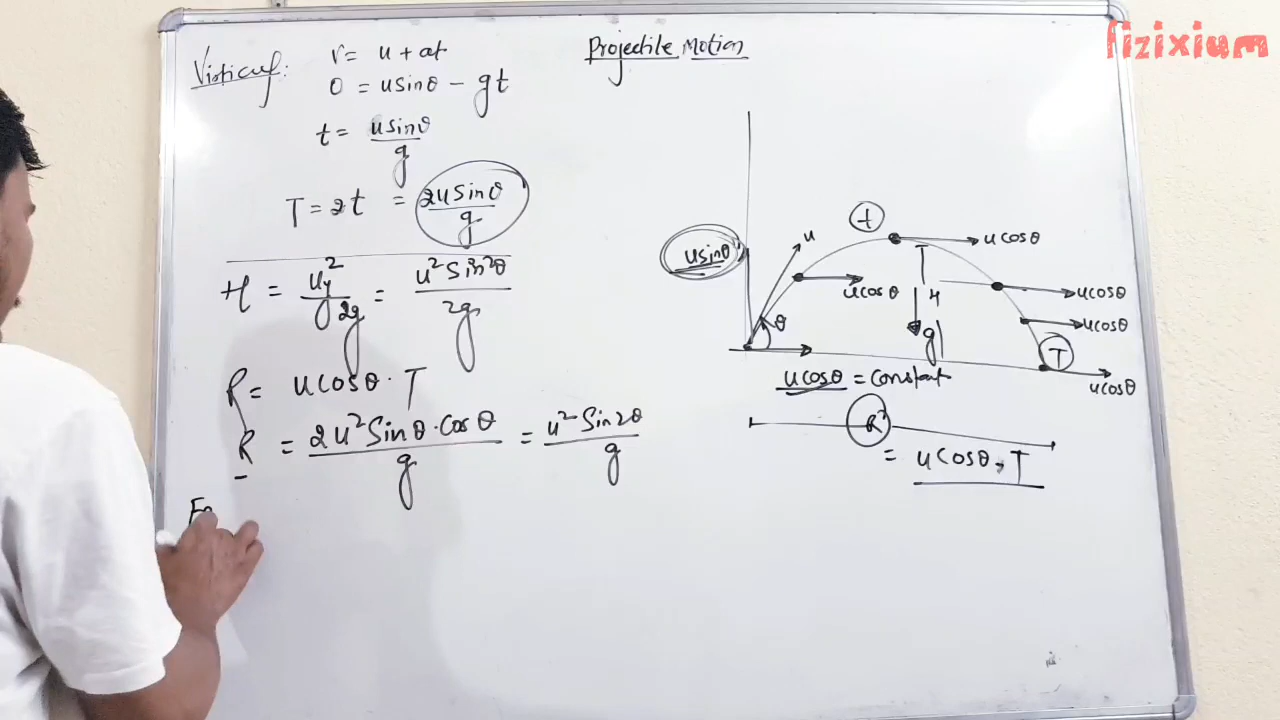 fizixium
Projectile Motion
Virticul:
v = u + at
0 = usinθ - gt
t = usinθ/g
T = 2t = 2usinθ/g
H = uy²/2g = u²sin²θ/2g
R = ucosθ · T
R = 2u²sinθ·cosθ/g = u²sin2θ/g
usinθ
u
t
ucosθ
ucosθ
H
ucosθ
ucosθ
θ
g
T
ucosθ
ucosθ = constant
= ucosθ · T